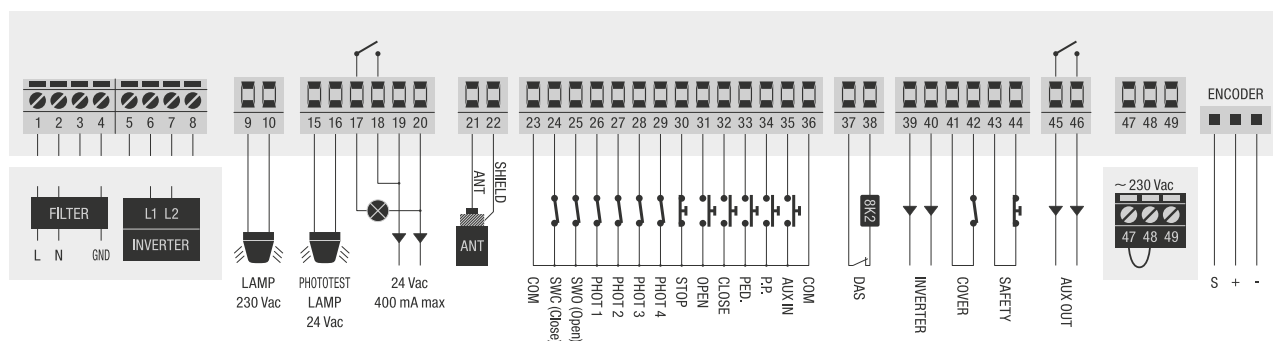 1 2 3 4 5 6 7 8
9 10
15 16 17 18 19 20
21 22
23 24 25 26 27 28 29 30 31 32 33 34 35 36
37 38
39 40 41 42 43 44
45 46
47 48 49
ENCODER
FILTER
L N GND
L1 L2
INVERTER
LAMP
230 Vac
PHOTOTEST
LAMP
24 Vac
24 Vac
400 mA max
ANT
SHIELD
ANT
COM
SWC (Close)
SWO (Open)
PHOT 1
PHOT 2
PHOT 3
PHOT 4
STOP
OPEN
CLOSE
PED.
P.P.
AUX IN
COM
8K2
DAS
INVERTER
COVER
SAFETY
AUX OUT
~ 230 Vac
47 48 49
S + -